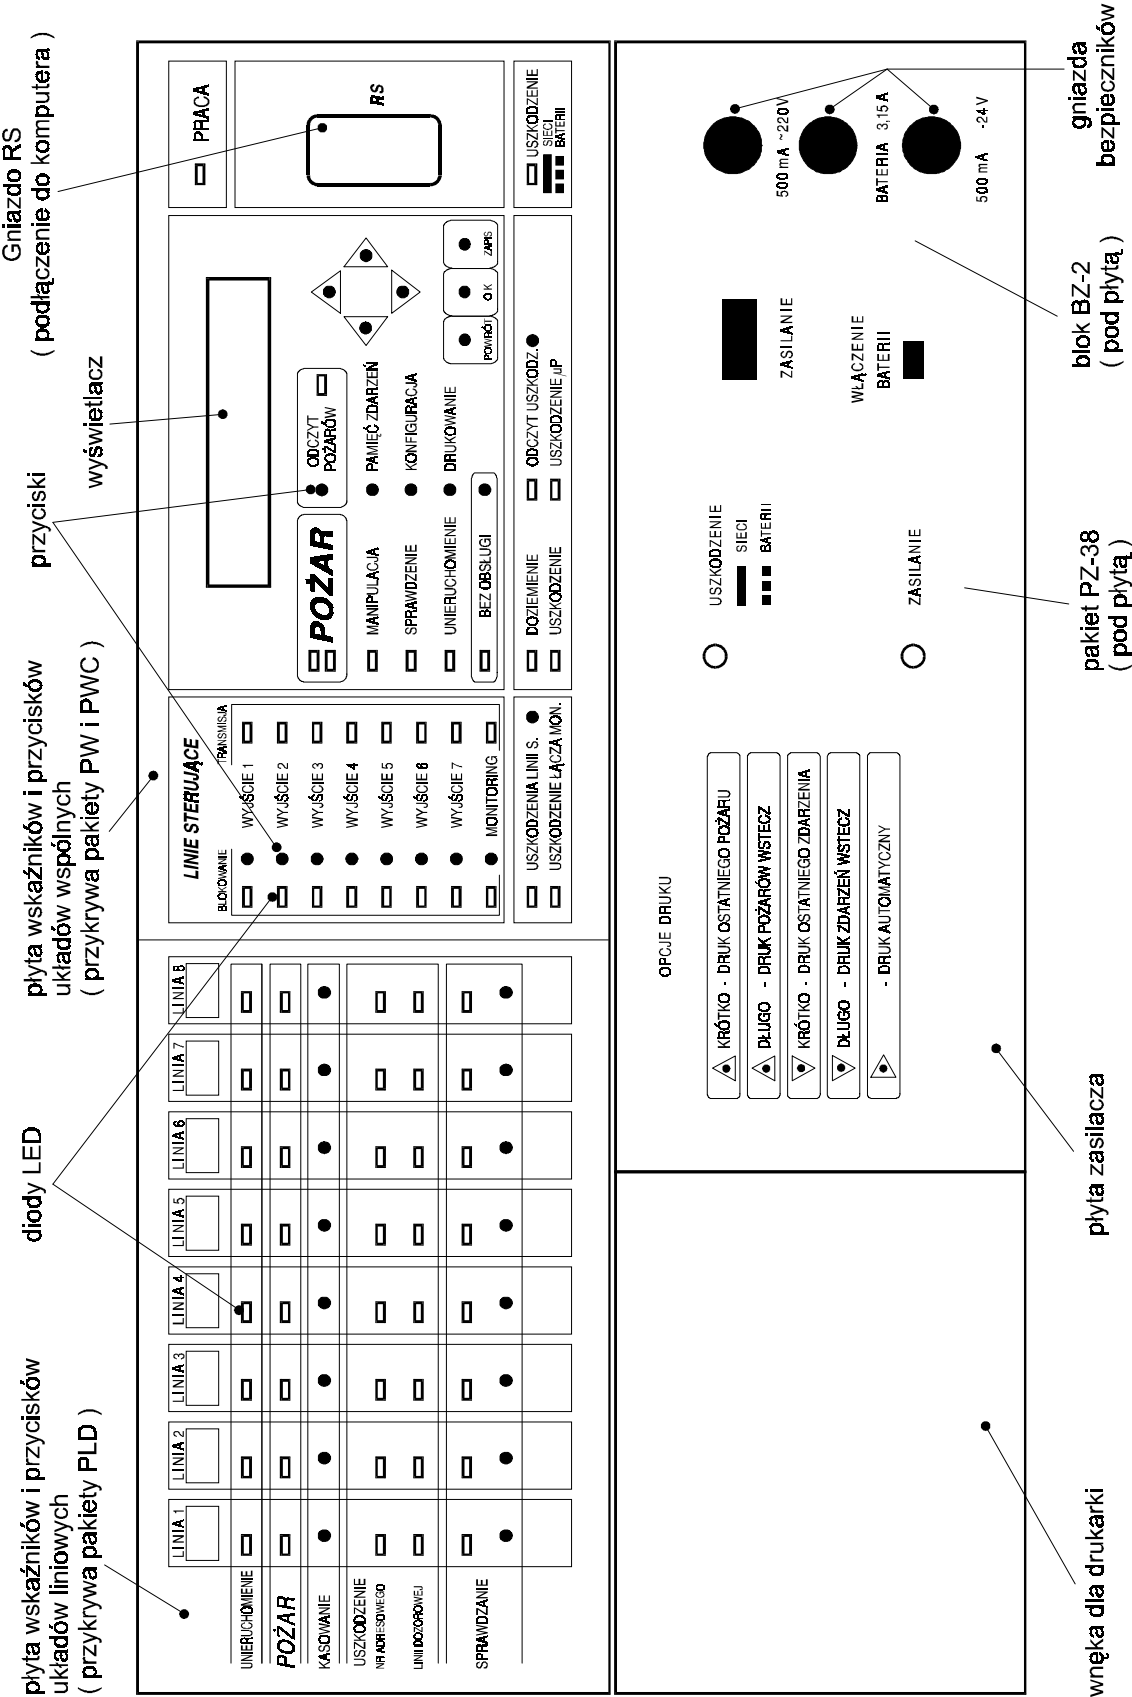 płyta wskaźników i przycisków
układów liniowych
( przykrywa pakiety PLD )
diody LED
płyta wskaźników i przycisków
układów wspólnych
( przykrywa pakiety PW i PWC )
przyciski
wyświetlacz
Gniazdo RS
( podłączenie do komputera )
LINIA 1
LINIA 2
LINIA 3
LINIA 4
LINIA 5
LINIA 6
LINIA 7
LINIA 8
UNIERUCHOMIENIE
POŻAR
KASOWANIE
USZKODZENIE
NR ADRESOWEGO
LINII DOZOROWEJ
SPRAWDZANIE
LINIE STERUJĄCE
BLOKOWANIE
TRANSMISJA
WYJŚCIE 1
WYJŚCIE 2
WYJŚCIE 3
WYJŚCIE 4
WYJŚCIE 5
WYJŚCIE 6
WYJŚCIE 7
MONITORING
USZKODZENIA LINII S.
USZKODZENIE ŁĄCZA MON.
POŻAR
ODCZYT
POŻARÓW
MANIPULACJA
PAMIĘĆ ZDARZEŃ
SPRAWDZENIE
KONFIGURACJA
UNIERUCHOMIENIE
DRUKOWANIE
BEZ OBSŁUGI
POWRÓT
OK
ZAPIS
DOZIEMIENIE
ODCZYT USZKODZ.
USZKODZENIE
USZKODZENIE µP
PRACA
RS
USZKODZENIE
SIECI
BATERII
OPCJE DRUKU
KRÓTKO - DRUK OSTATNIEGO POŻARU
DŁUGO - DRUK POŻARÓW WSTECZ
KRÓTKO - DRUK OSTATNIEGO ZDARZENIA
DŁUGO - DRUK ZDARZEŃ WSTECZ
- DRUK AUTOMATYCZNY
USZKODZENIE
SIECI
BATERII
ZASILANIE
ZASILANIE
WŁĄCZENIE
BATERII
500 mA ~220V
BATERIA 3,15 A
500 mA -24 V
wnęka dla drukarki
płyta zasilacza
pakiet PZ-38
( pod płytą )
blok BZ-2
( pod płytą )
gniazda
bezpieczników